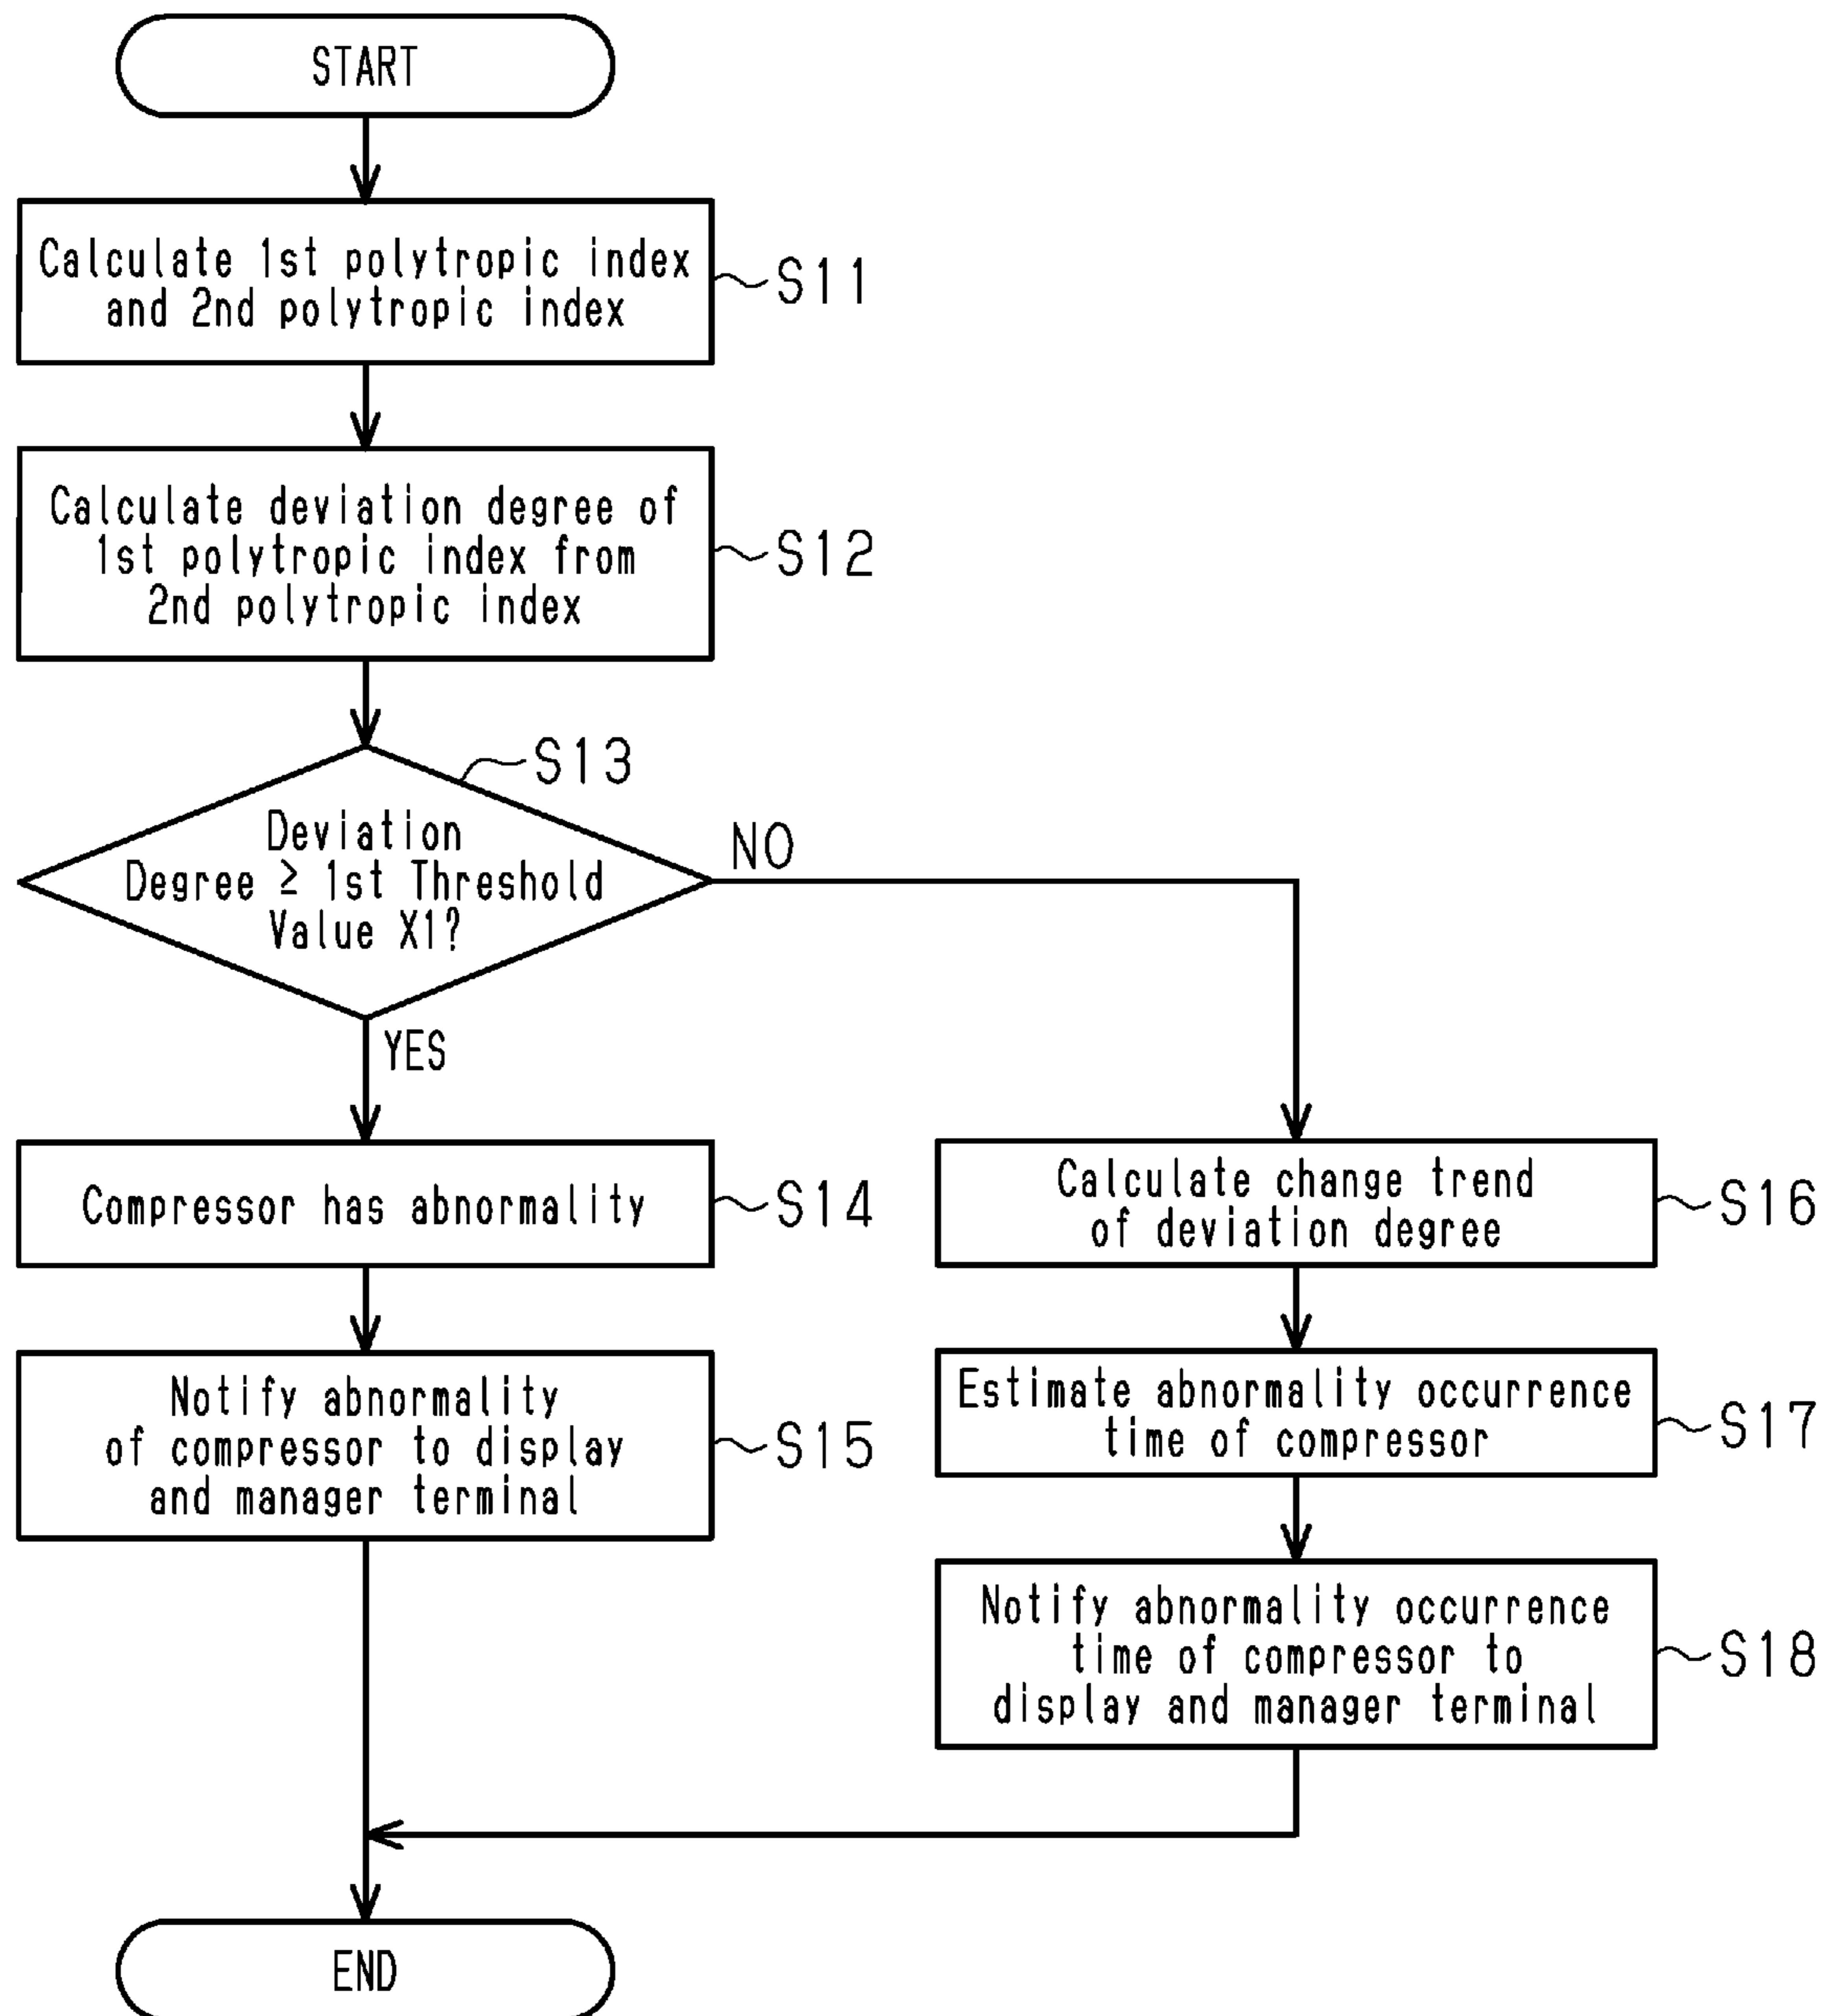 START
Calculate 1st polytropic index
and 2nd polytropic index
S11
Calculate deviation degree of
1st polytropic index from
2nd polytropic index
S12
S13
Deviation
Degree ≥ 1st Threshold
Value X1?
NO
YES
Compressor has abnormality
S14
Notify abnormality
of compressor to display
and manager terminal
S15
Calculate change trend
of deviation degree
S16
Estimate abnormality occurrence
time of compressor
S17
Notify abnormality occurrence
time of compressor to
display and manager terminal
S18
END